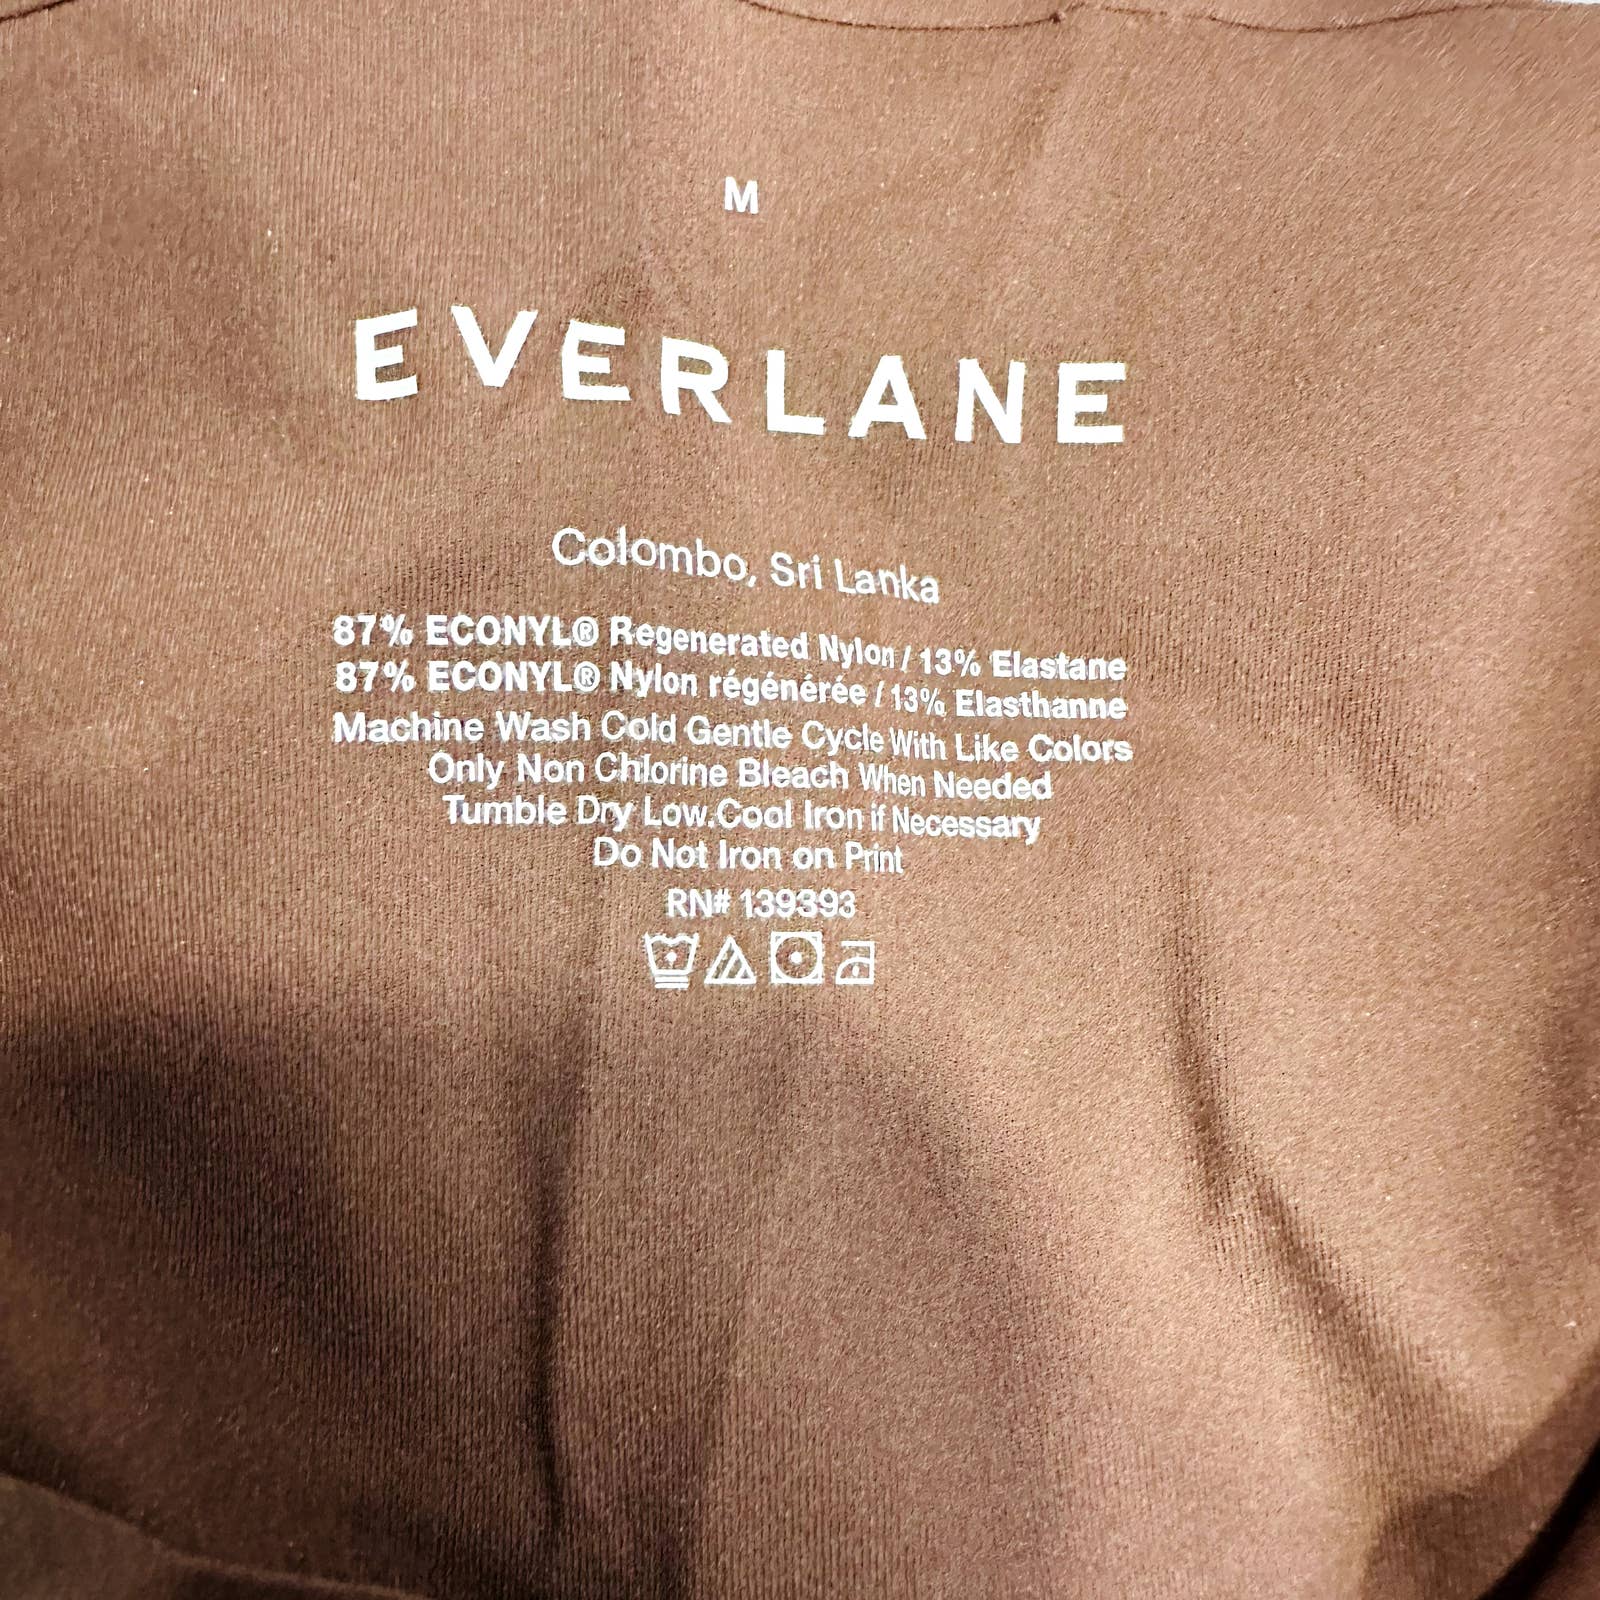 M
EVERLANE
Colombo, Sri Lanka
87% ECONYL® Regenerated Nylon / 13% Elastane
87% ECONYL® Nylon régénérée / 13% Elasthanne
Machine Wash Cold Gentle Cycle With Like Colors
Only Non Chlorine Bleach When Needed
Tumble Dry Low.Cool Iron if Necessary
Do Not Iron on Print
RN# 139393